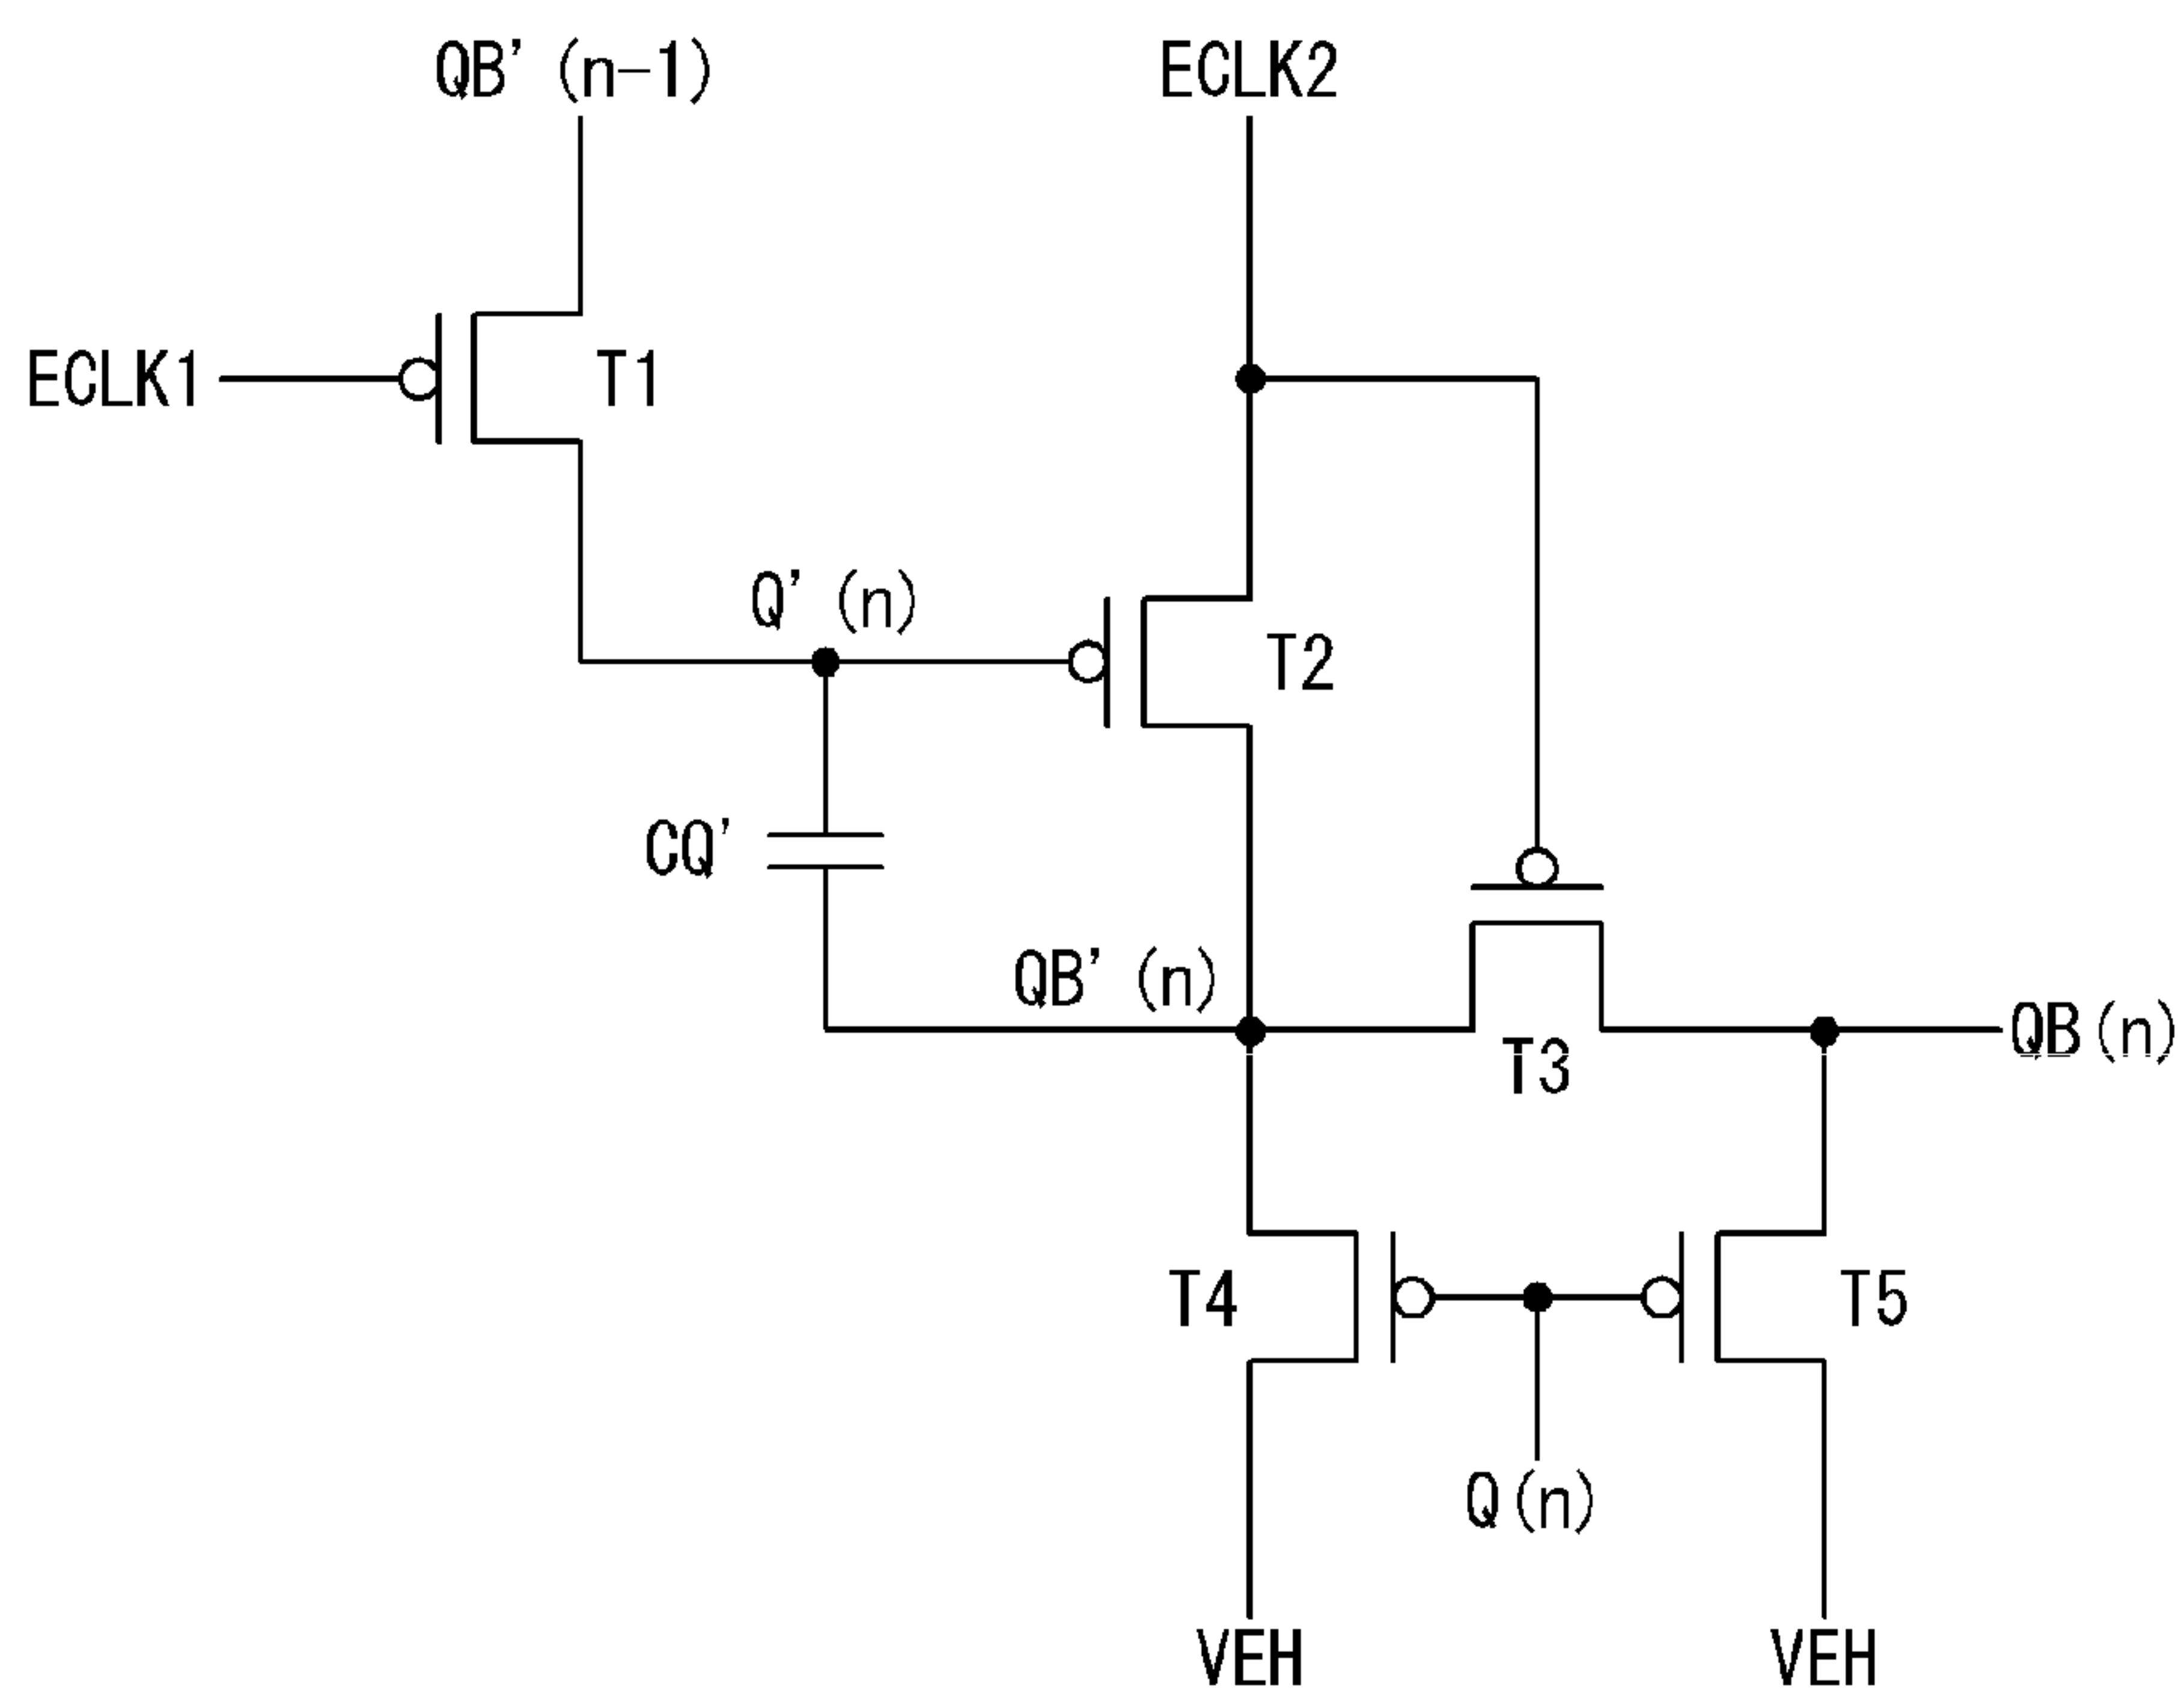 QB' (n-1)
ECLK2
ECLK1
T1
Q' (n)
T2
CQ'
QB' (n)
QB(n)
T3
T4
T5
Q(n)
VEH
VEH